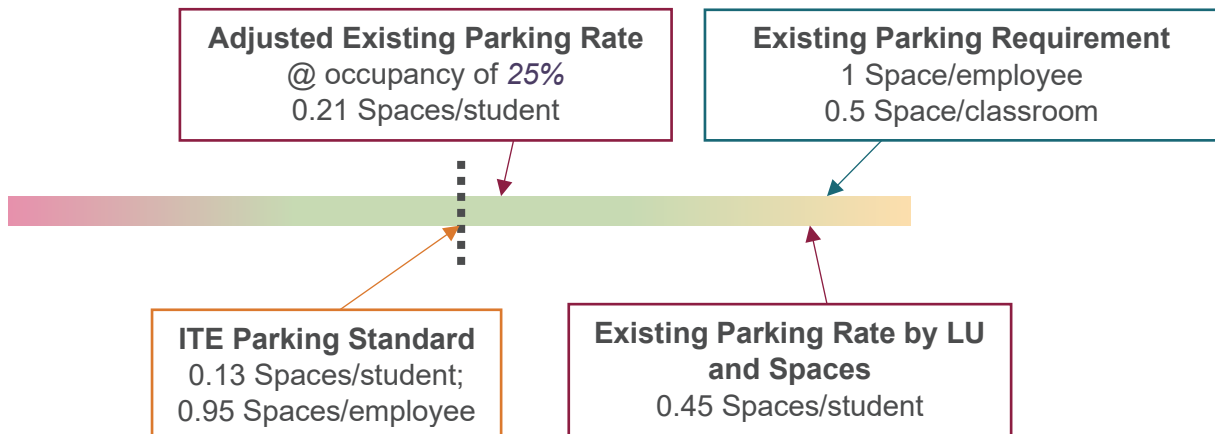 Adjusted Existing Parking Rate
@ occupancy of 25%
0.21 Spaces/student
Existing Parking Requirement
1 Space/employee
0.5 Space/classroom
ITE Parking Standard
0.13 Spaces/student;
0.95 Spaces/employee
Existing Parking Rate by LU
and Spaces
0.45 Spaces/student